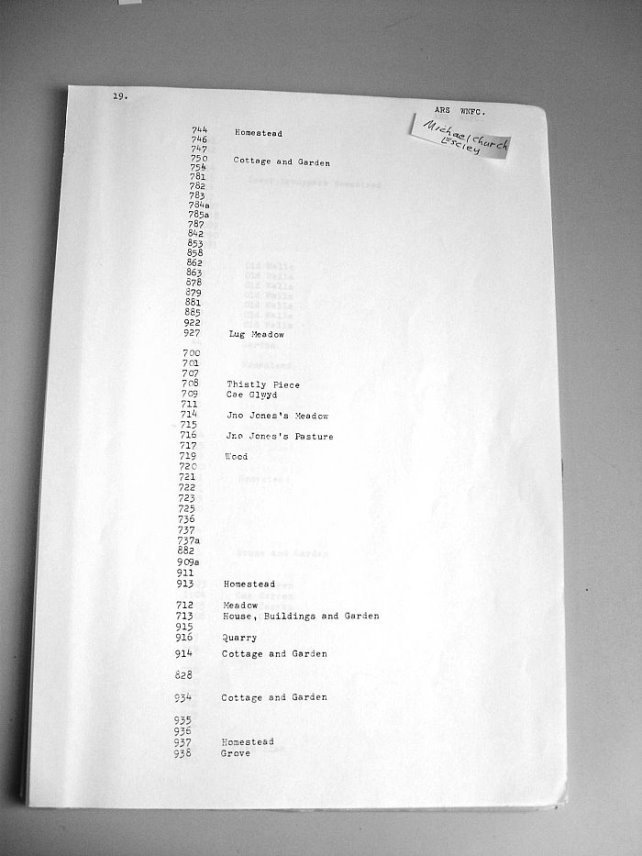 19.
ARS WNFC.
Michaelchurch
Escley
744 Homestead
746
747
750 Cottage and Garden
754
781
782
783
784a
785a
787
842
853
858
862
863
878
879
881
885
922
927 Lug Meadow
700
701
707
708 Thistly Piece
709 Cae Glwyd
711
714 Jno Jones's Meadow
715
716 Jno Jones's Pasture
717
719 Wood
720
721
722
723
725
736
737
737a
882
909a
911
913 Homestead
712 Meadow
713 House, Buildings and Garden
915
916 Quarry
914 Cottage and Garden
828
934 Cottage and Garden
935
936
937 Homestead
938 Grove